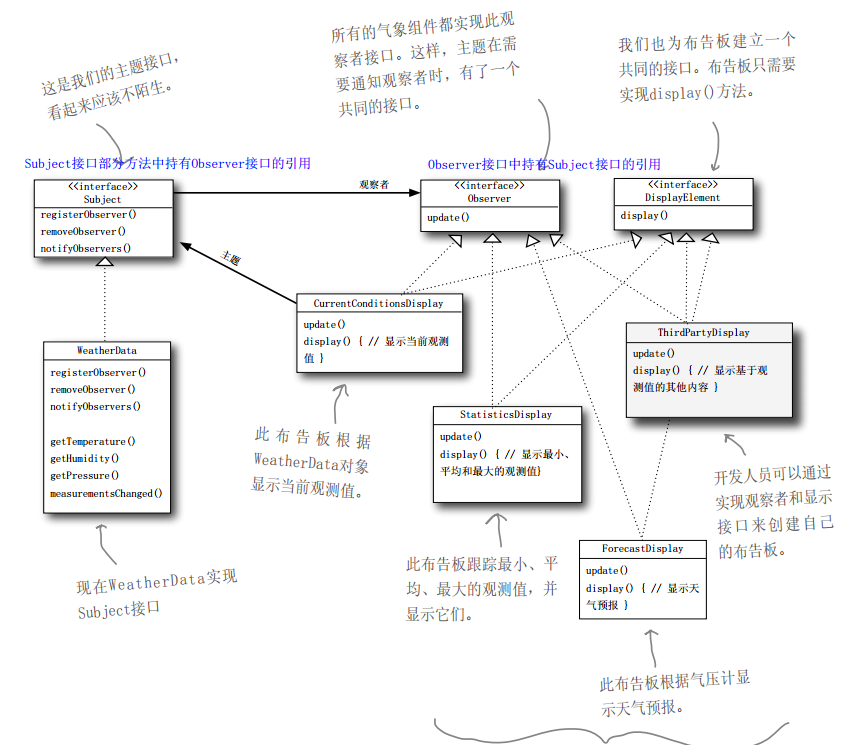 这是我们的主题接口，
看起来应该不陌生。
所有的气象组件都实现此观
察者接口。这样，主题在需
要通知观察者时，有了一个
共同的接口。
我们也为布告板建立一个
共同的接口。布告板只需要
实现display()方法。
Subject接口部分方法中持有Observer接口的引用
Observer接口中持有Subject接口的引用
<<interface>>
Subject
registerObserver()
removeObserver()
notifyObservers()
观察者
<<interface>>
Observer
update()
<<interface>>
DisplayElement
display()
主题
CurrentConditionsDisplay
update()
display() { // 显示当前观测
值 }
ThirdPartyDisplay
update()
display() { // 显示基于观
测值的其他内容 }
WeatherData
registerObserver()
removeObserver()
notifyObservers()
getTemperature()
getHumidity()
getPressure()
measurementsChanged()
StatisticsDisplay
update()
display() { // 显示最小、
平均和最大的观测值}
此布告板根据
WeatherData对象
显示当前观测值。
开发人员可以通过
实现观察者和显示
接口来创建自己
的布告板。
ForecastDisplay
update()
display() { // 显示天
气预报 }
现在WeatherData实现
Subject接口
此布告板跟踪最小、平
均、最大的观测值，并
显示它们。
此布告板根据气压计显
示天气预报。